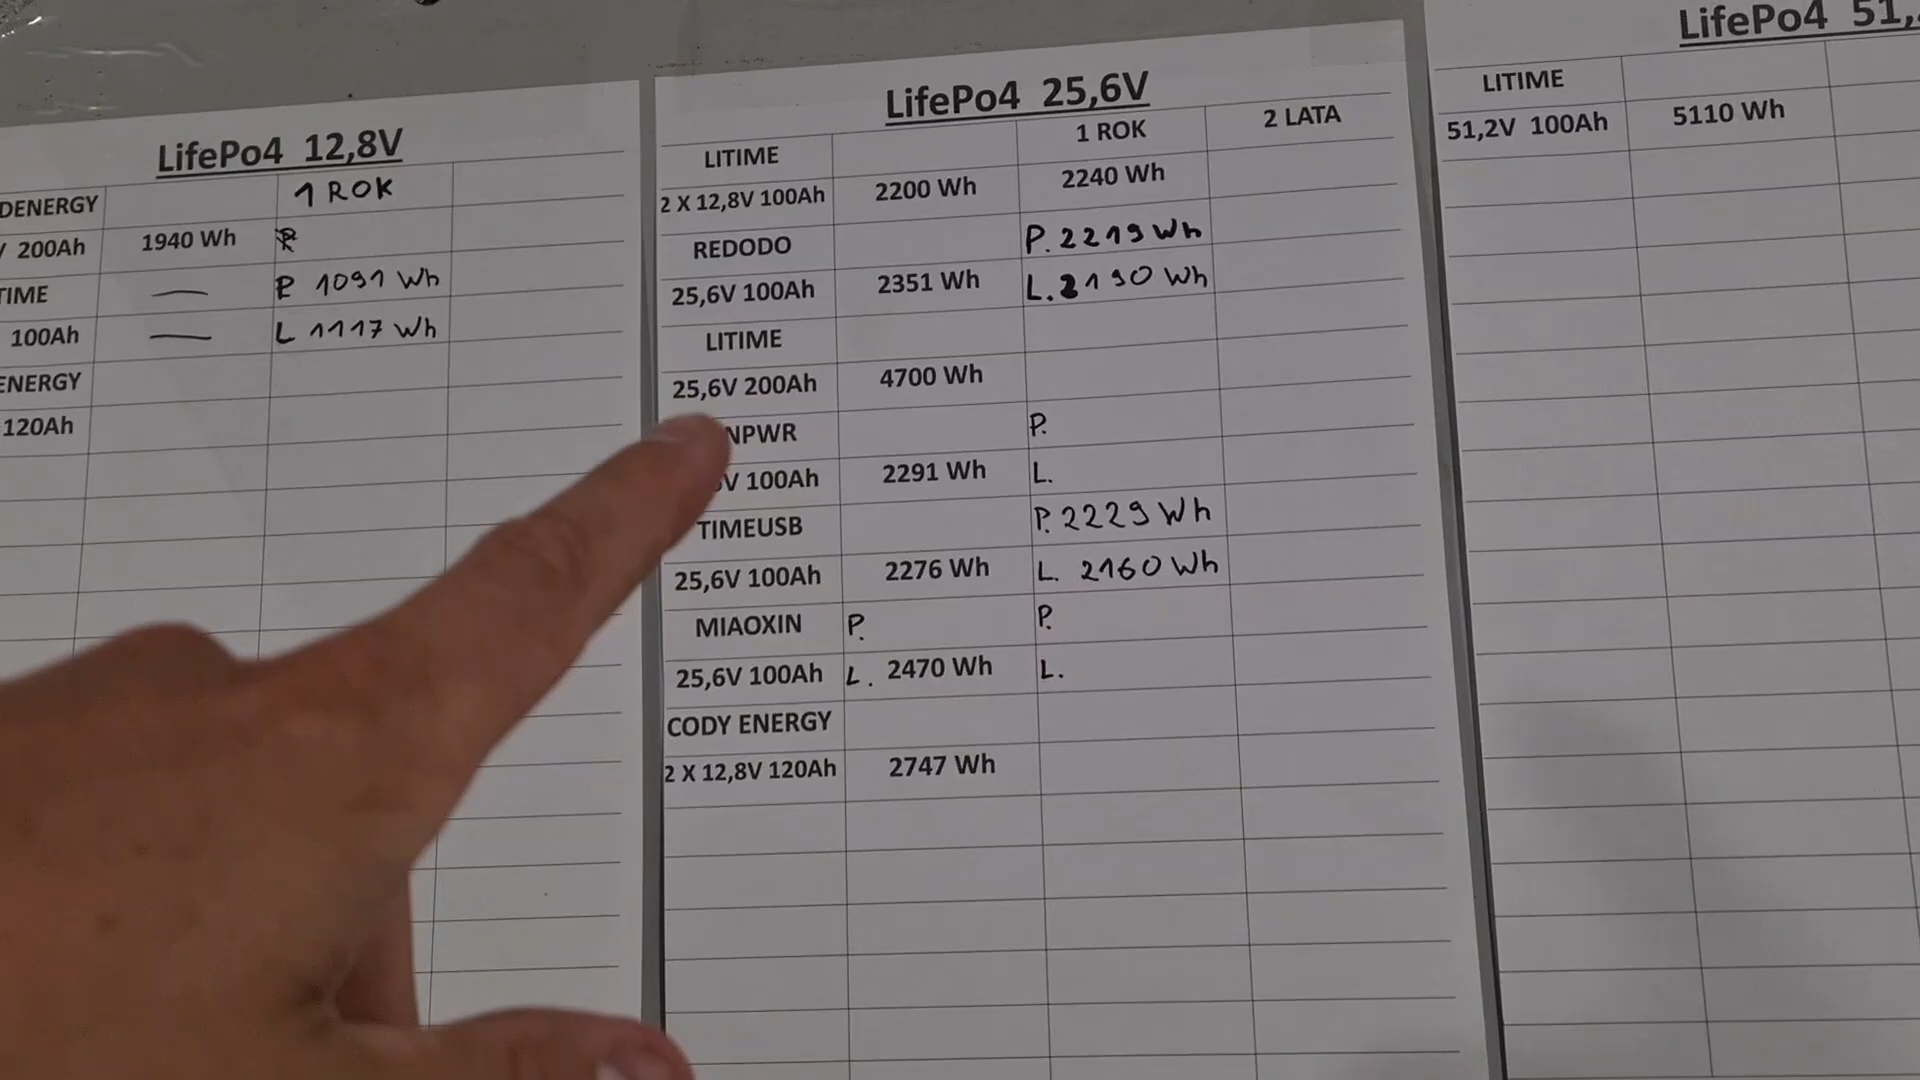 LifePo4 12,8V
1 ROK
DENERGY
200Ah 1940 Wh
TIME — P 1091 Wh
100Ah — L 1117 Wh
ENERGY
120Ah
LifePo4 25,6V
1 ROK 2 LATA
LITIME
2 X 12,8V 100Ah 2200 Wh 2240 Wh
REDODO P. 2219 Wh
25,6V 100Ah 2351 Wh L. 2190 Wh
LITIME
25,6V 200Ah 4700 Wh
NPWR P.
V 100Ah 2291 Wh L.
TIMEUSB P. 2229 Wh
25,6V 100Ah 2276 Wh L. 2160 Wh
MIAOXIN P. P.
25,6V 100Ah L. 2470 Wh L.
CODY ENERGY
2 X 12,8V 120Ah 2747 Wh
LifePo4 51,
LITIME
51,2V 100Ah 5110 Wh